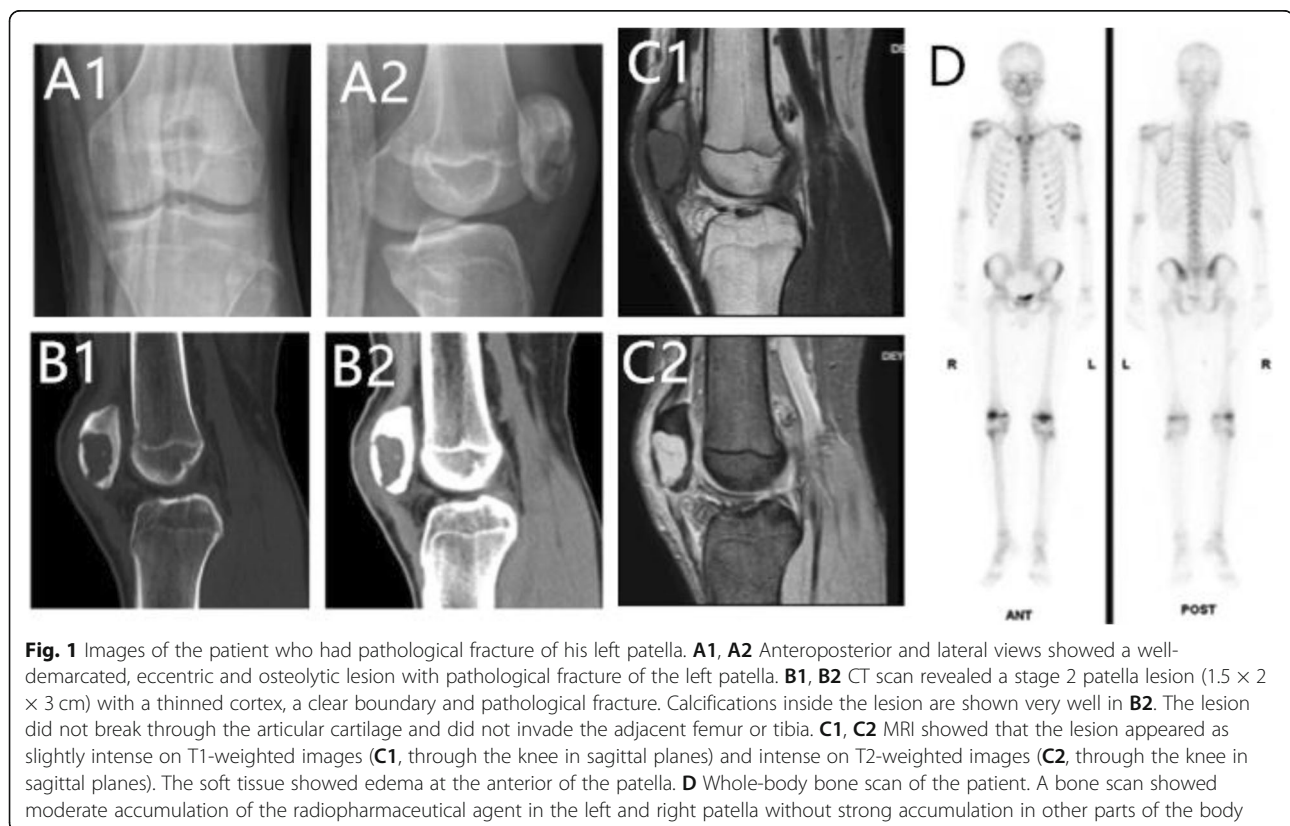 A1
A2
C1
DE
D
B1
B2
C2
DEY
R
L
L
R
ANT
POST
Fig. 1 Images of the patient who had pathological fracture of his left patella. A1, A2 Anteroposterior and lateral views showed a well-
demarcated, eccentric and osteolytic lesion with pathological fracture of the left patella. B1, B2 CT scan revealed a stage 2 patella lesion (1.5 × 2
× 3 cm) with a thinned cortex, a clear boundary and pathological fracture. Calcifications inside the lesion are shown very well in B2. The lesion
did not break through the articular cartilage and did not invade the adjacent femur or tibia. C1, C2 MRI showed that the lesion appeared as
slightly intense on T1-weighted images (C1, through the knee in sagittal planes) and intense on T2-weighted images (C2, through the knee in
sagittal planes). The soft tissue showed edema at the anterior of the patella. D Whole-body bone scan of the patient. A bone scan showed
moderate accumulation of the radiopharmaceutical agent in the left and right patella without strong accumulation in other parts of the body